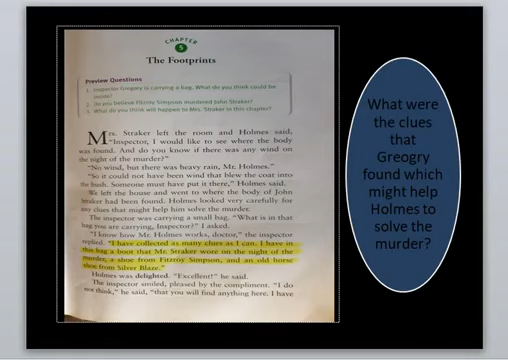 CHAPTER
5
The Footprints
Preview Questions
1. Inspector Gregory is carrying a bag. What do you think could be
inside?
2. Do you believe Fitzroy Simpson murdered John Straker?
3. What do you think will happen to Mrs. Straker in this chapter?
Mrs. Straker left the room and Holmes said,
"Inspector, I would like to see where the body
was found. And do you know if there was any wind on
the night of the murder?"
"No wind, but there was heavy rain, Mr. Holmes."
"So it could not have been wind that blew the coat into
the bush. Someone must have put it there," Holmes said.
We left the house and went to where the body of John
Straker had been found. Holmes looked very carefully for
any clues that might help him solve the murder.
The inspector was carrying a small bag. "What is in that
bag you are carrying, Inspector?" I asked.
"I know how Mr. Holmes works, doctor," the inspector
replied. "I have collected as many clues as I can. I have in
this bag a boot that Mr. Straker wore on the night of the
murder, a shoe from Fitzroy Simpson, and an old horse
shoe from Silver Blaze."
Holmes was delighted. "Excellent!" he said.
The inspector smiled, pleased by the compliment. "I do
not think," he said, "that you will find anything here. I have
What were
the clues
that
Greogry
found which
might help
Holmes to
solve the
murder?